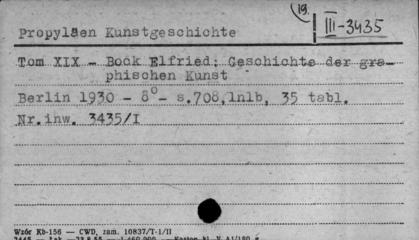 19.
III-3435
Propyläen Kunstgeschichte
Tom XIX - Bock Elfried: Geschichte der gra-
phischen Kunst
Berlin 1930 - 8° - s.708,lnlb, 35 tabl.
Nr.inw. 3435/I
Wzór Kb-156 — CWD, zam. 10837/T-1/II